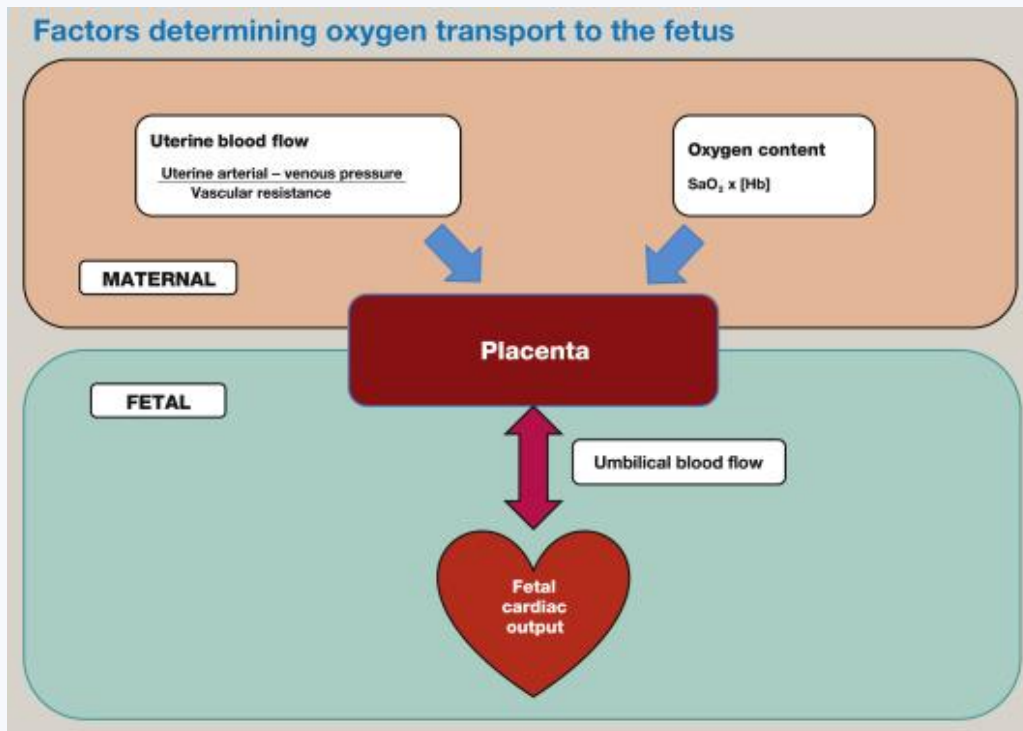 Factors determining oxygen transport to the fetus
Uterine blood flow
Uterine arterial – venous pressure
Vascular resistance
Oxygen content
SaO₂ x [Hb]
MATERNAL
Placenta
FETAL
Umbilical blood flow
Fetal
cardiac
output